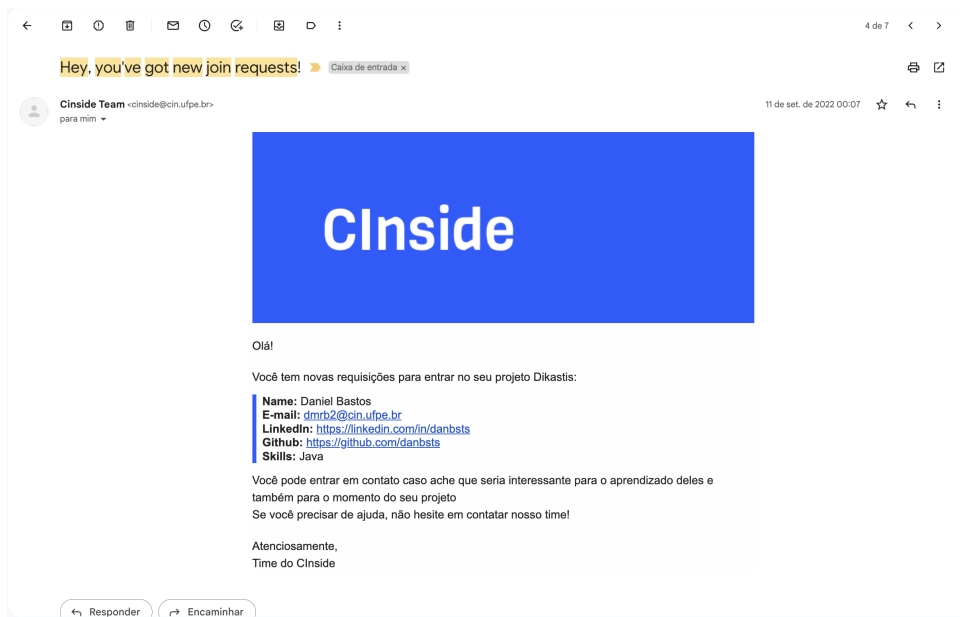 4 de 7
Hey, you've got new join requests! Caixa de entrada ×
Cinside Team <cinside@cin.ufpe.br> 11 de set. de 2022 00:07
para mim
CInside
Olá!
Você tem novas requisições para entrar no seu projeto Dikastis:
Name: Daniel Bastos
E-mail: dmrb2@cin.ufpe.br
LinkedIn: https://linkedin.com/in/danbsts
Github: https://github.com/danbsts
Skills: Java
Você pode entrar em contato caso ache que seria interessante para o aprendizado deles e
também para o momento do seu projeto
Se você precisar de ajuda, não hesite em contatar nosso time!
Atenciosamente,
Time do CInside
Responder Encaminhar